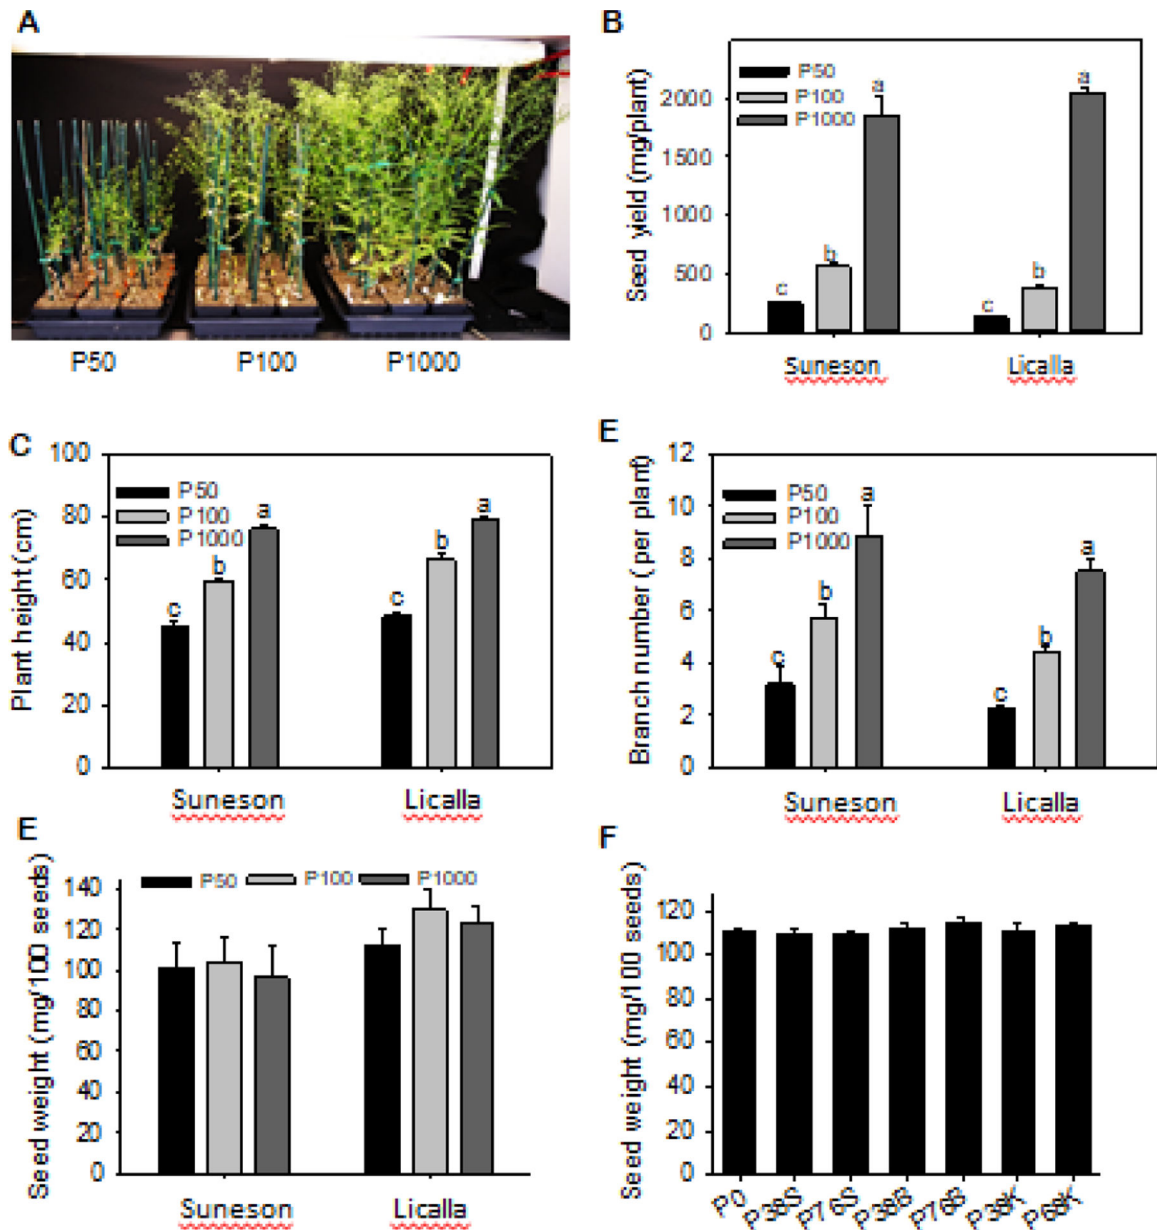 A
P50 P100 P1000
B
Seed yield (mg/plant)
2000
1500
1000
500
0
P50
P100
P1000
c b a c b a
Suneson Licalla
C
Plant height (cm)
100
80
60
40
20
0
P50
P100
P1000
c b a c b a
Suneson Licalla
E
Branch number ( per plant)
12
10
8
6
4
2
0
P50
P100
P1000
c b a c b a
Suneson Licalla
E
Seed weight (mg/100 seeds)
140
120
100
80
60
40
20
0
P50 P100 P1000
Suneson Licalla
F
Seed weight (mg/100 seeds)
120
100
80
60
40
20
0
P0 P38S P76S P38B P76B P38K P68K